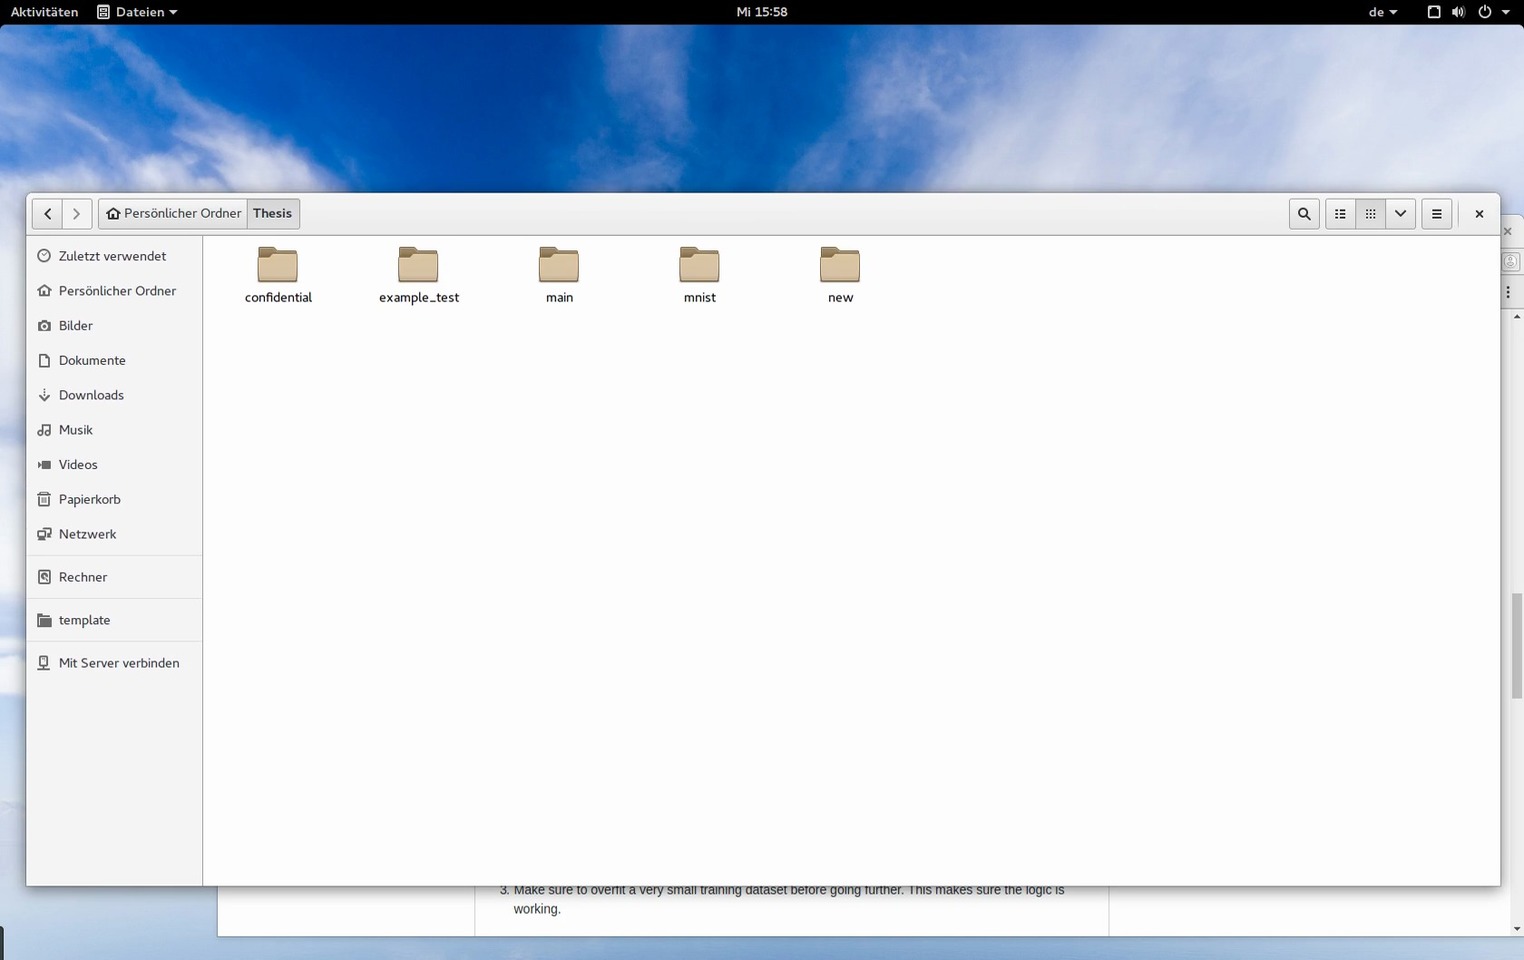 Aktivitäten Dateien Mi 15:58 de
Persönlicher Ordner Thesis
Zuletzt verwendet
Persönlicher Ordner
Bilder
Dokumente
Downloads
Musik
Videos
Papierkorb
Netzwerk
Rechner
template
Mit Server verbinden
confidential example_test main mnist new
3. Make sure to overfit a very small training dataset before going further. This makes sure the logic is
working.